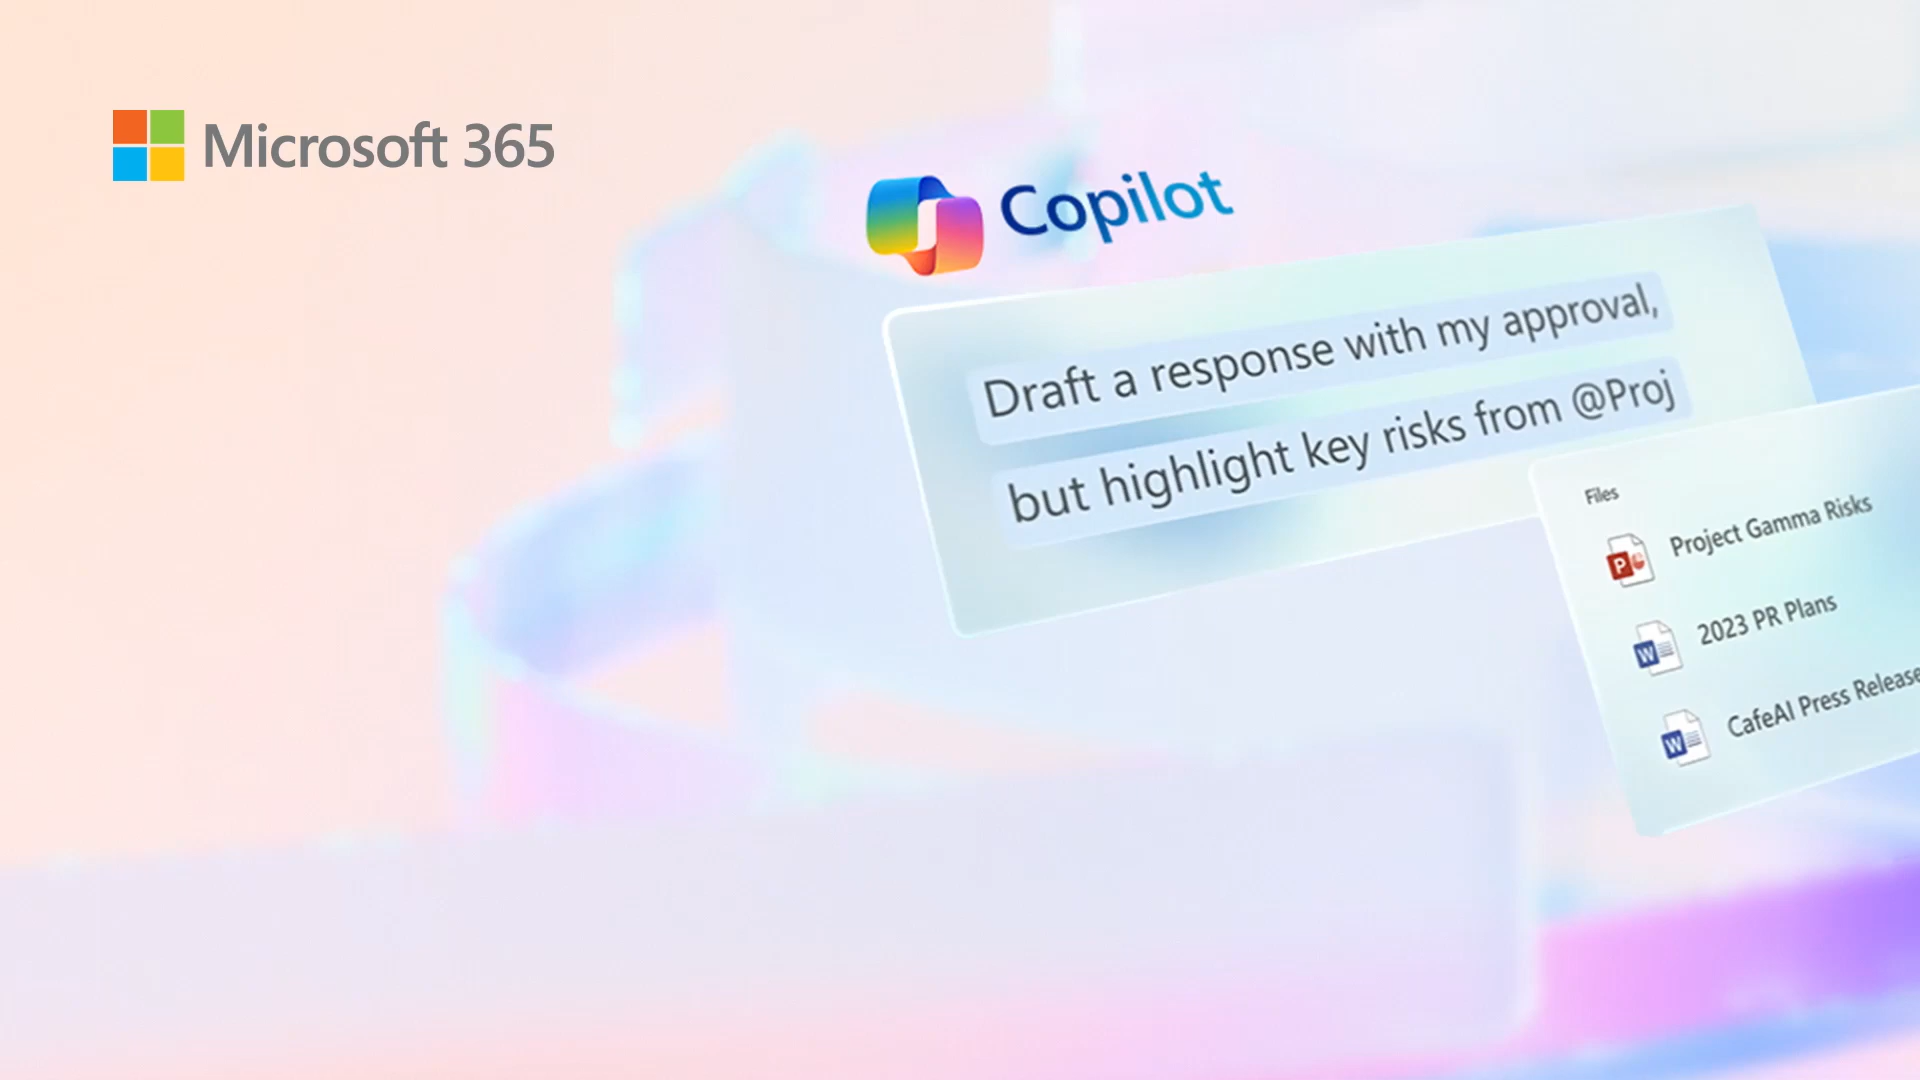 Microsoft 365
Copilot
Draft a response with my approval,
but highlight key risks from @Proj
Files
Project Gamma Risks
2023 PR Plans
CafeAI Press Release